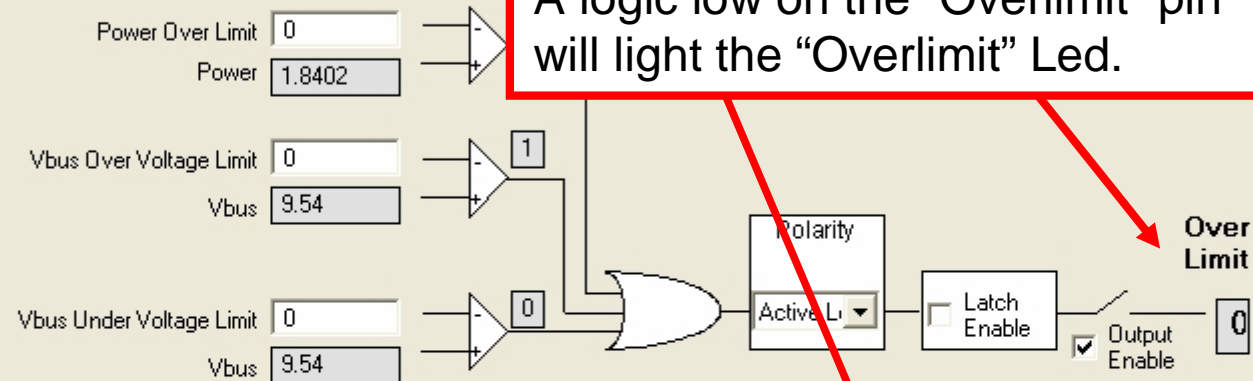 A logic low on the “Overlimit” pin
will light the “Overlimit” Led.
Power Over Limit 0
Power 1.8402
Vbus Over Voltage Limit 0
1
Vbus 9.54
Polarity
Over
Limit
Vbus Under Voltage Limit 0
0
Active L
Latch
Enable
Output
Enable
0
Vbus 9.54